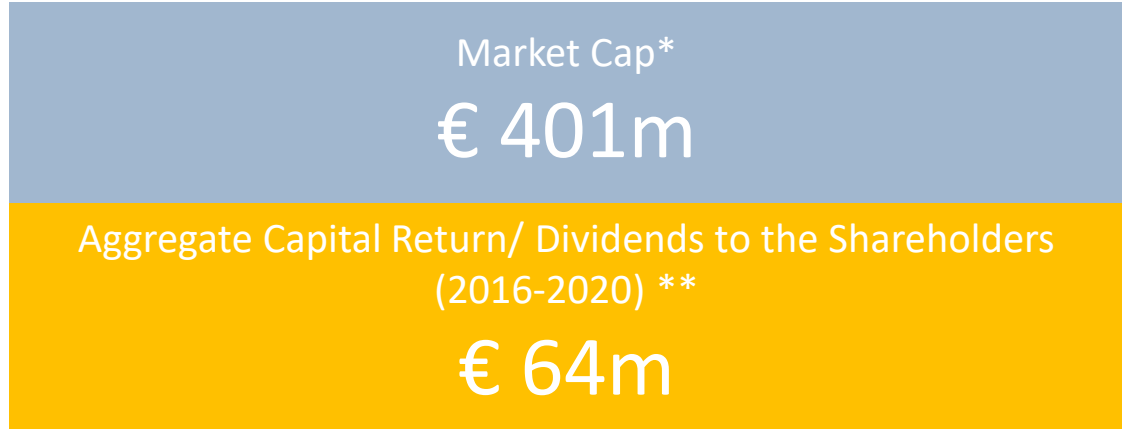 Market Cap*
€ 401m
Aggregate Capital Return/ Dividends to the Shareholders
(2016-2020) **
€ 64m